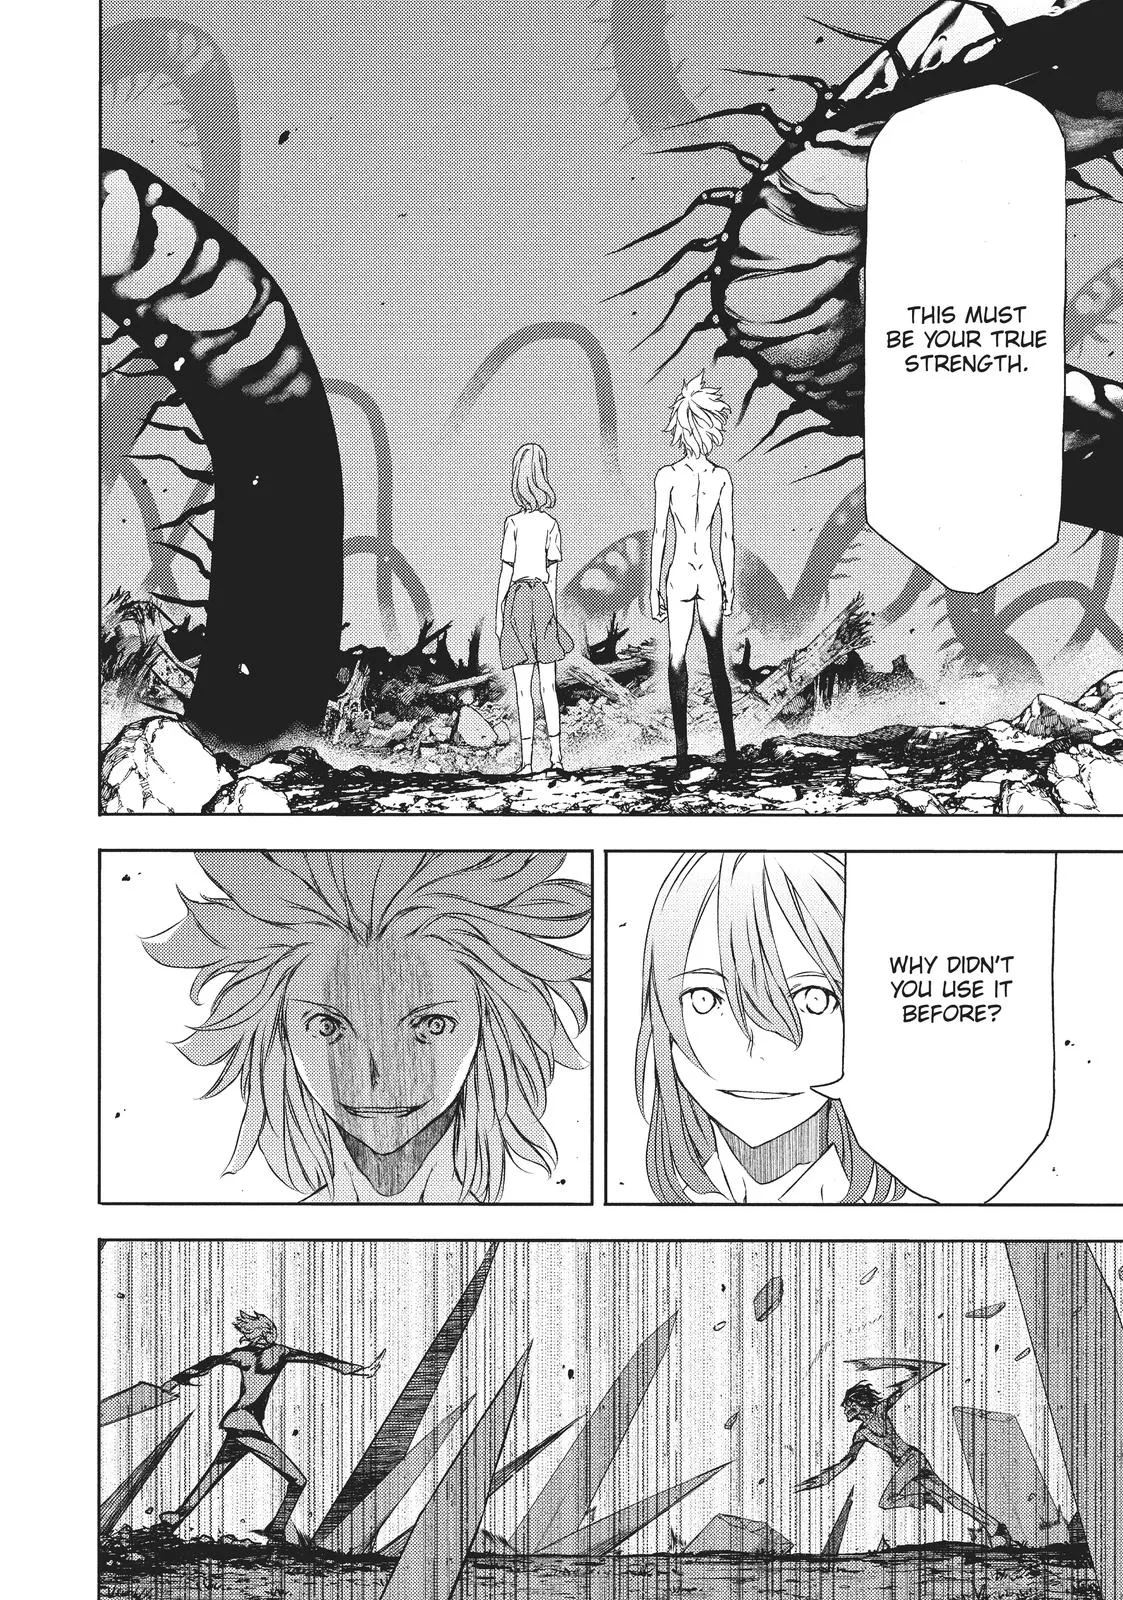 THIS MUST
BE YOUR TRUE
STRENGTH.
WHY DIDN'T
YOU USE IT
BEFORE?